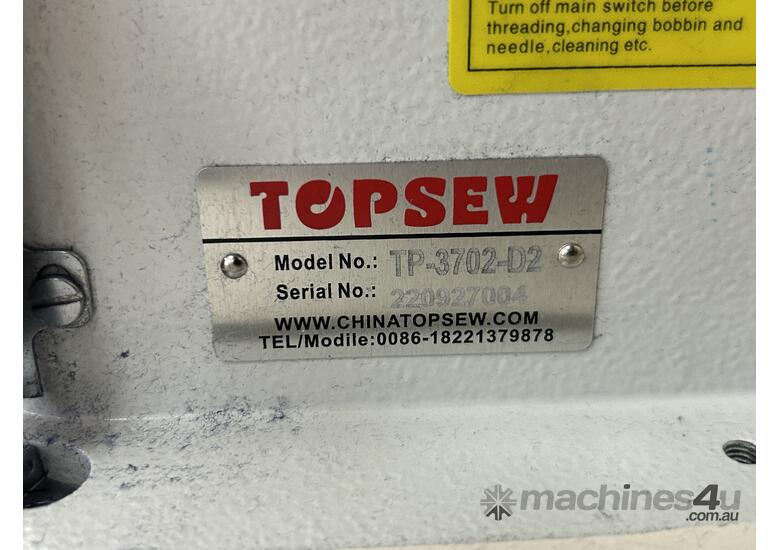 Turn off main switch before
threading,changing bobbin and
needle,cleaning etc.
TOPSEW
Model No.: TP-3702-D2
Serial No.: 220927004
WWW.CHINATOPSEW.COM
TEL/Modile:0086-18221379878
machines4u
.com.au